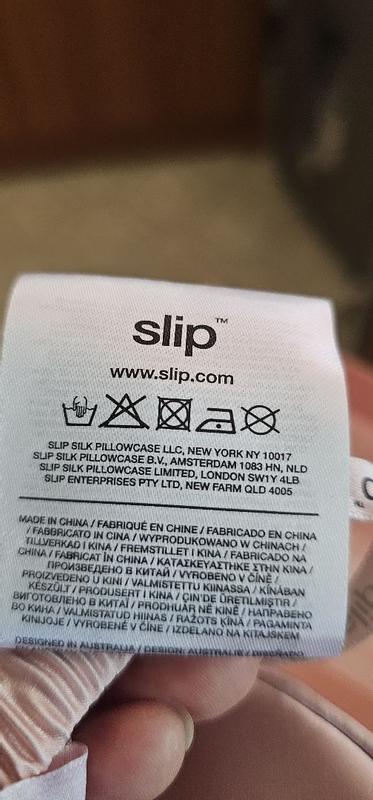 slip™
www.slip.com
SLIP SILK PILLOWCASE LLC, NEW YORK NY 10017
SLIP SILK PILLOWCASE B.V., AMSTERDAM 1083 HN, NLD
SLIP SILK PILLOWCASE LIMITED, LONDON SW1Y 4LB
SLIP ENTERPRISES PTY LTD, NEW FARM QLD 4005
MADE IN CHINA / FABRIQUÉ EN CHINE / FABRICADO EN CHINA
/ FABBRICATO IN CINA / WYPRODUKOWANO W CHINACH /
TILLVERKAD I KINA / FREMSTILLET I KINA / FABRICADO NA
CHINA / FABRICAT ÎN CHINA / ΚΑΤΑΣΚΕΥΑΣΤΗΚΕ ΣΤΗΝ ΚΙΝΑ /
ПРОИЗВЕДЕНО В КИТАЙ / VYROBENO V ČÍNĚ /
PROIZVEDENO U KINI / VALMISTETTU KIINASSA / KÍNÁBAN
KÉSZÜLT / PRODUSERT I KINA / ÇIN'DE ÜRETİLMİŞTİR /
ВИГОТОВЛЕНО В КИТАЇ / PRODHUAR NË KINË / НАПРАВЕНО
ВО КИНА / VALMISTATUD HIINAS / RAŽOTS ĶĪNĀ / PAGAMINTA
KINIJOJE / VYROBENÉ V ČÍNE / IZDELANO NA KITAJSKEM
DESIGNED IN AUSTRALIA / DESIGN: AUSTRALIE / DISEÑADO